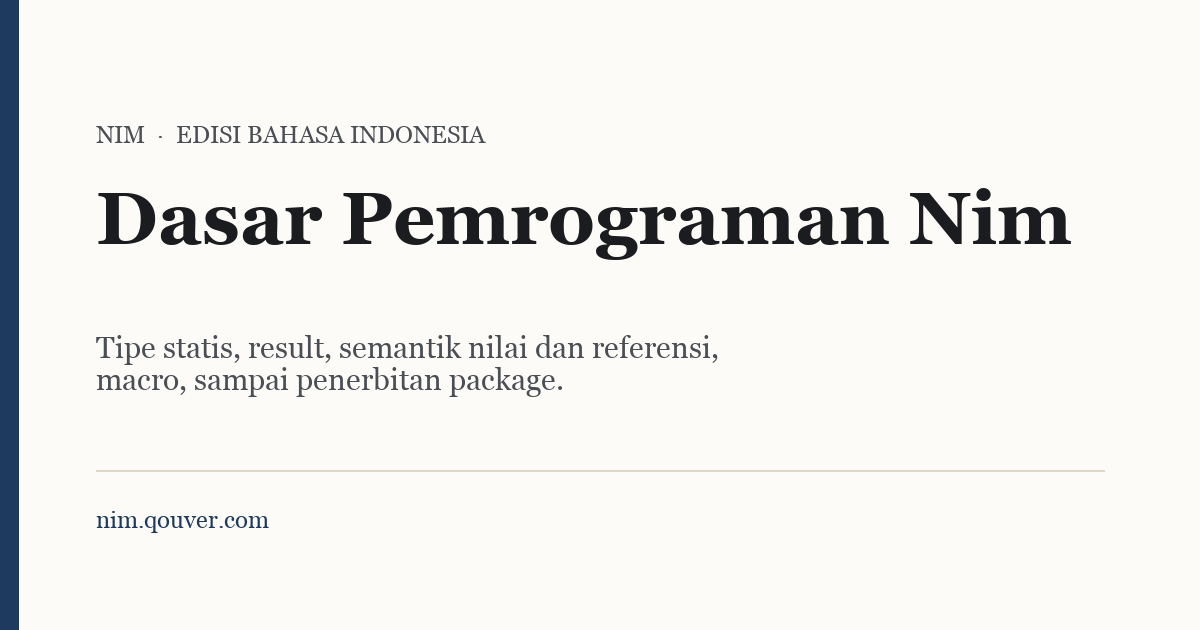 NIM · EDISI BAHASA INDONESIA
Dasar Pemrograman Nim
Tipe statis, result, semantik nilai dan referensi,
macro, sampai penerbitan package.
nim.qouver.com